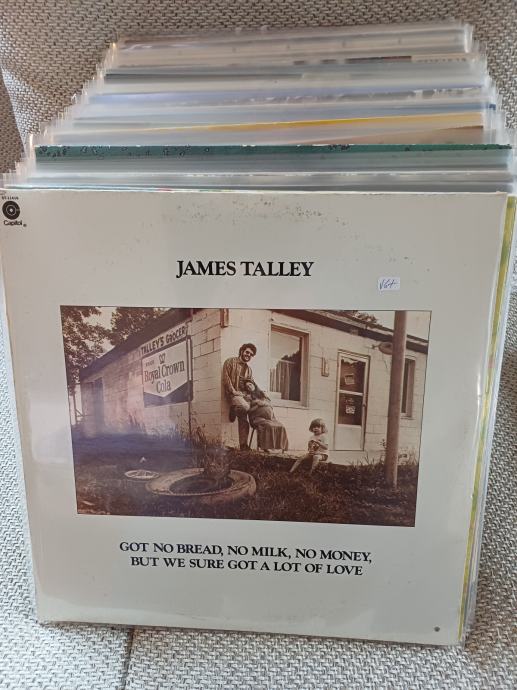 Capitol
JAMES TALLEY
VG+
TALLEY'S GROCERY
Royal Crown
Cola
GOT NO BREAD, NO MILK, NO MONEY,
BUT WE SURE GOT A LOT OF LOVE